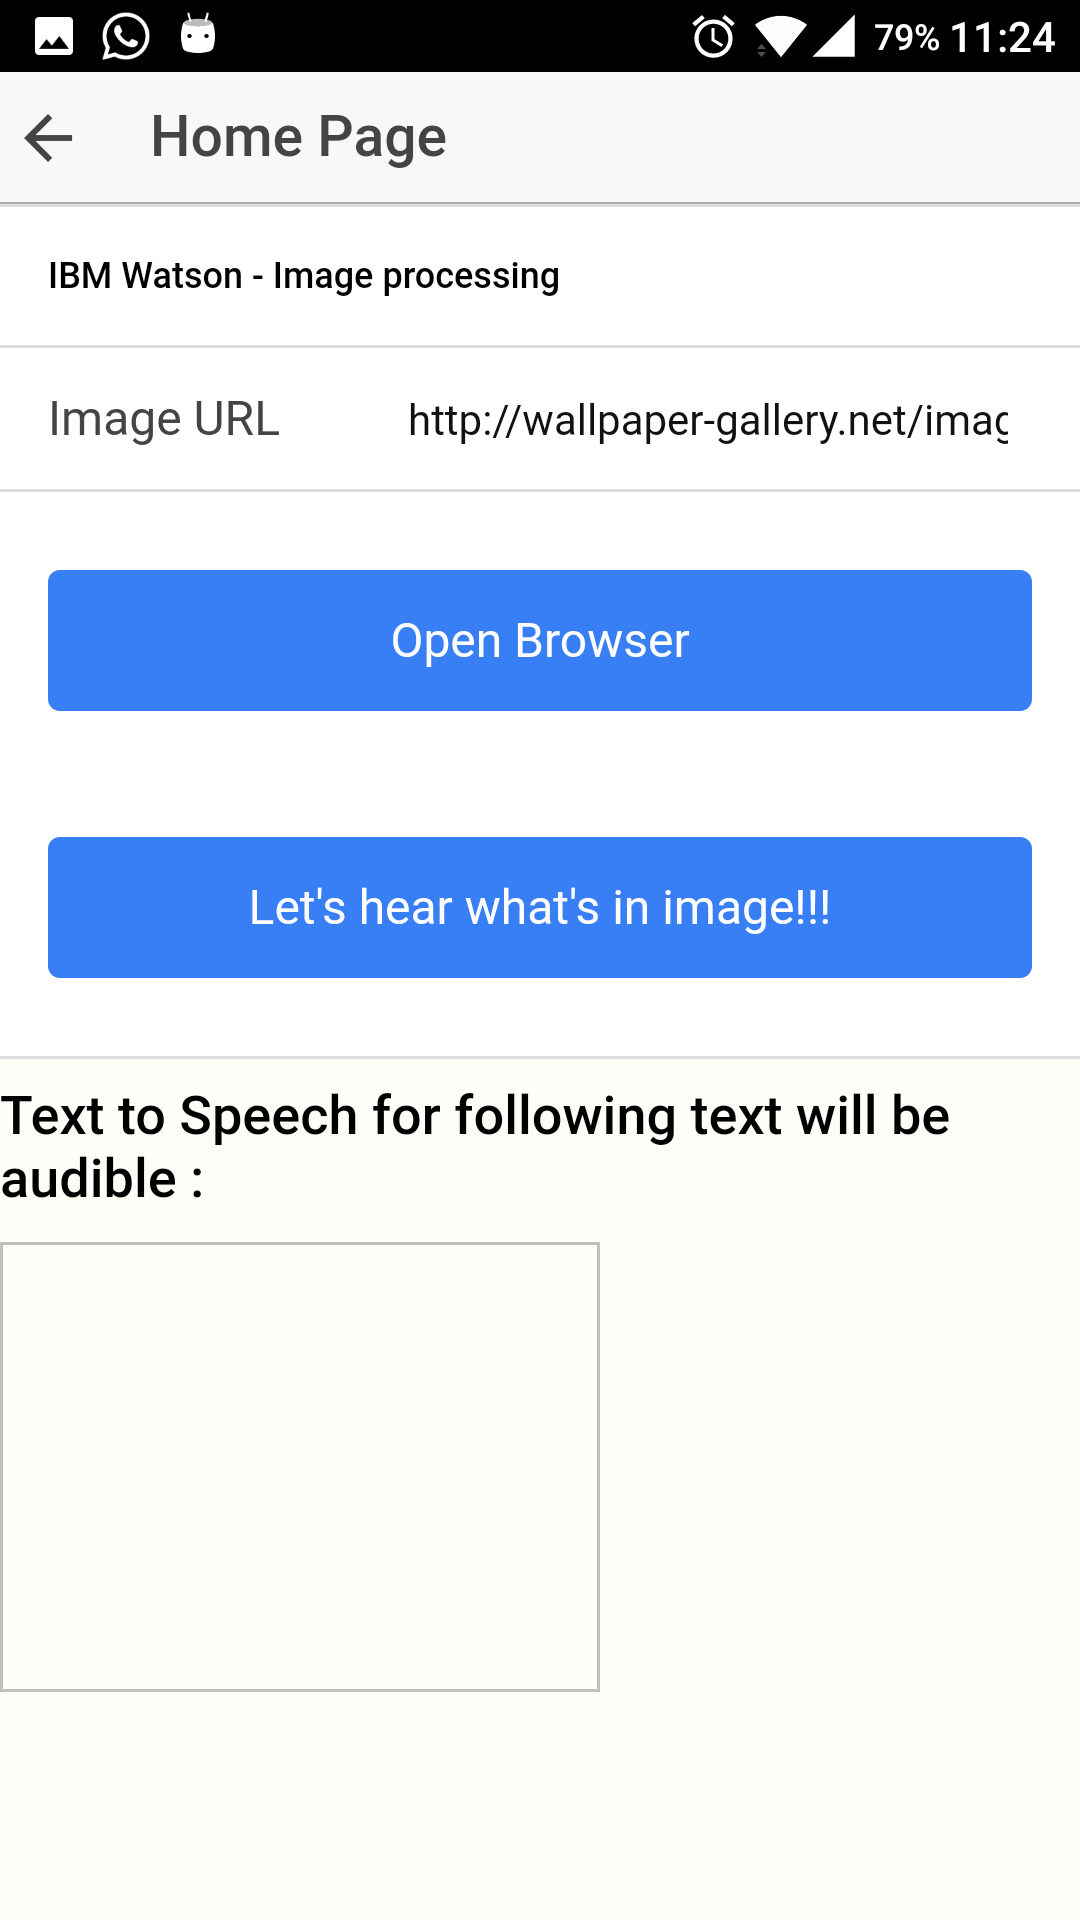 79% 11:24
Home Page
IBM Watson - Image processing
Image URL http://wallpaper-gallery.net/imag
Open Browser
Let's hear what's in image!!!
Text to Speech for following text will be
audible :